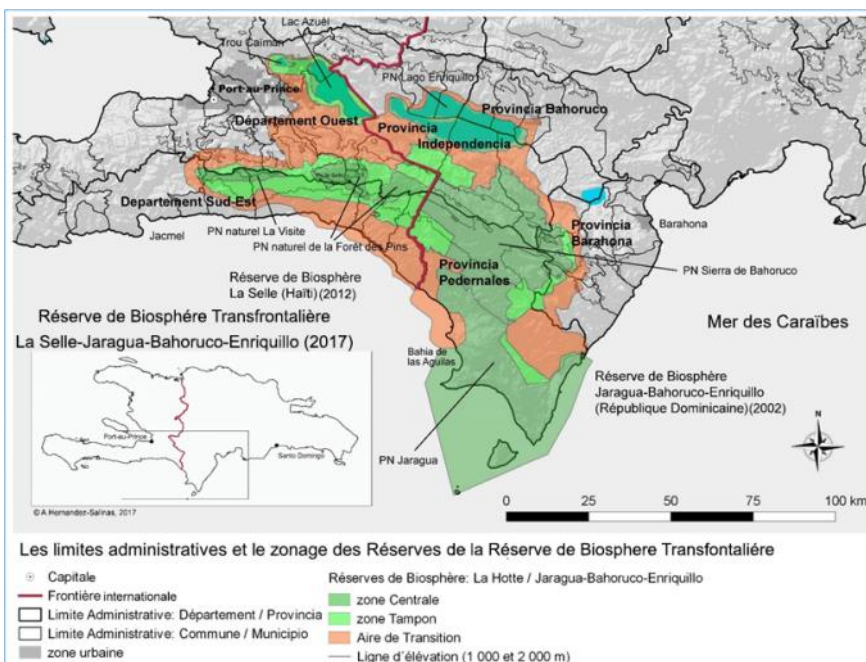 Lac Azuéi
Trou Caïman
PN Lago Enriquillo
Port-au-Prince
Provincia Bahoruco
Département Ouest
Provincia
Independencia
Departement Sud-Est
Provincia
Barahona
Barahona
Jacmel
PN naturel La Visite
PN naturel de la Forêt des Pins
Provincia
Pedernales
PN Sierra de Bahoruco
Réserve de Biosphère
La Selle (Haïti)(2012)
Réserve de Biosphére Transfrontalière
La Selle-Jaragua-Bahoruco-Enriquillo (2017)
Mer des Caraïbes
Bahia de
las Aguilas
Réserve de Biosphère
Jaragua-Bahoruco-Enriquillo
(République Dominicaine)(2002)
Port-au-Prince
Santo Domingo
PN Jaragua
N
© A Hernandez-Salinas, 2017
0 25 50 75 100 km
Les limites administratives et le zonage des Réserves de la Réserve de Biosphere Transfontaliére
Capitale
Frontière internationale
Limite Administrative: Département / Provincia
Limite Administrative: Commune / Municipio
zone urbaine
Réserves de Biosphère: La Hotte / Jaragua-Bahoruco-Enriquillo
zone Centrale
zone Tampon
Aire de Transition
Ligne d´élévation (1 000 et 2 000 m)